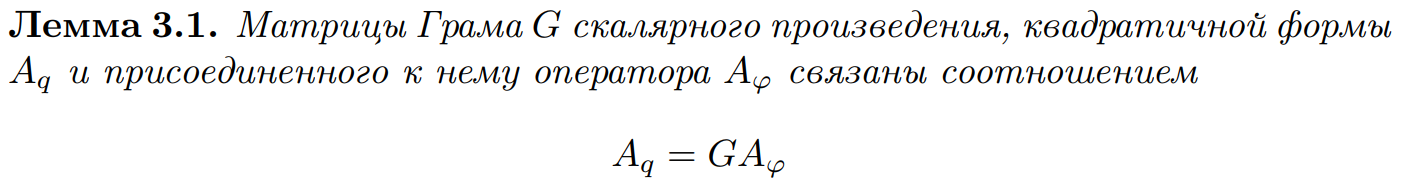 Лемма 3.1. Матрицы Грама G скалярного произведения, квадратичной формы
A_q и присоединенного к нему оператора A_φ связаны соотношением
A_q = GA_φ